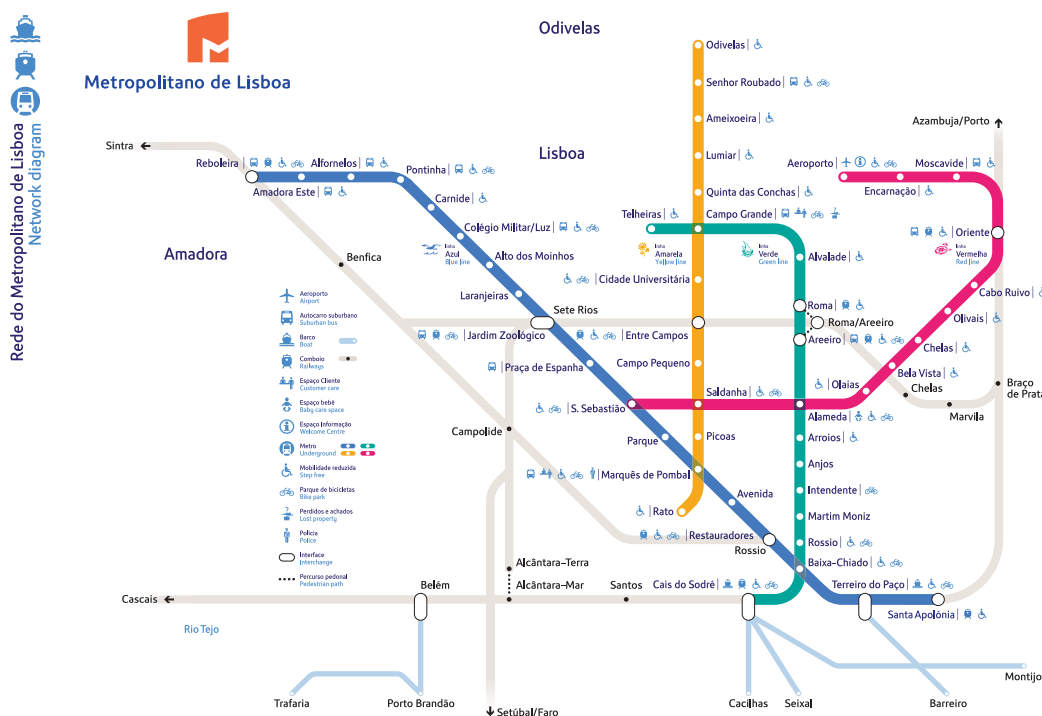 Rede do Metropolitano de Lisboa
Network diagram
Metropolitano de Lisboa
Odivelas
Lisboa
Amadora
Sintra
Azambuja/Porto
Reboleira
Alfornelos
Pontinha
Amadora Este
Carnide
Colégio Militar/Luz
Alto dos Moinhos
Laranjeiras
Sete Rios
Jardim Zoológico
Praça de Espanha
S. Sebastião
Parque
Marquês de Pombal
Avenida
Restauradores
Rossio
Baixa-Chiado
Terreiro do Paço
Santa Apolónia
linha
Azul
Blue line
Odivelas
Senhor Roubado
Ameixoeira
Lumiar
Quinta das Conchas
Campo Grande
Cidade Universitária
Entre Campos
Campo Pequeno
Saldanha
Picoas
Rato
linha
Amarela
Yellow line
Telheiras
Alvalade
Roma
Roma/Areeiro
Areeiro
Alameda
Arroios
Anjos
Intendente
Martim Moniz
Rossio
Cais do Sodré
linha
Verde
Green line
Aeroporto
Encarnação
Moscavide
Oriente
Cabo Ruivo
Olivais
Chelas
Bela Vista
Olaias
linha
Vermelha
Red line
Chelas
Marvila
Braço
de Prata
Benfica
Campolide
Alcântara-Terra
Alcântara-Mar
Santos
Belém
Cascais
Rio Tejo
Trafaria
Porto Brandão
Setúbal/Faro
Cacilhas
Seixal
Barreiro
Montijo
Aeroporto
Airport
Autocarro suburbano
Suburban bus
Barco
Boat
Comboio
Railways
Espaço Cliente
Customer care
Espaço bebé
Baby care space
Espaço Informação
Welcome Centre
Metro
Underground
Mobilidade reduzida
Step free
Parque de bicicletas
Bike park
Perdidos e achados
Lost property
Polícia
Police
Interface
Interchange
Percurso pedonal
Pedestrian path